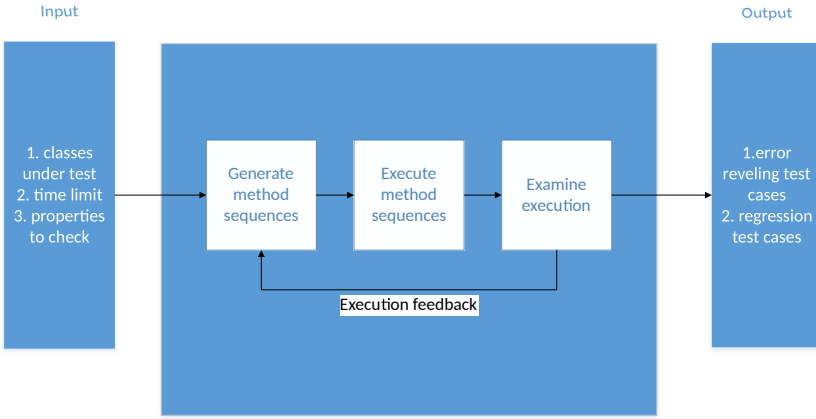 Input
Output
1. classes
under test
2. time limit
3. properties
to check
Generate
method
sequences
Execute
method
sequences
Examine
execution
Execution feedback
1.error
reveling test
cases
2. regression
test cases